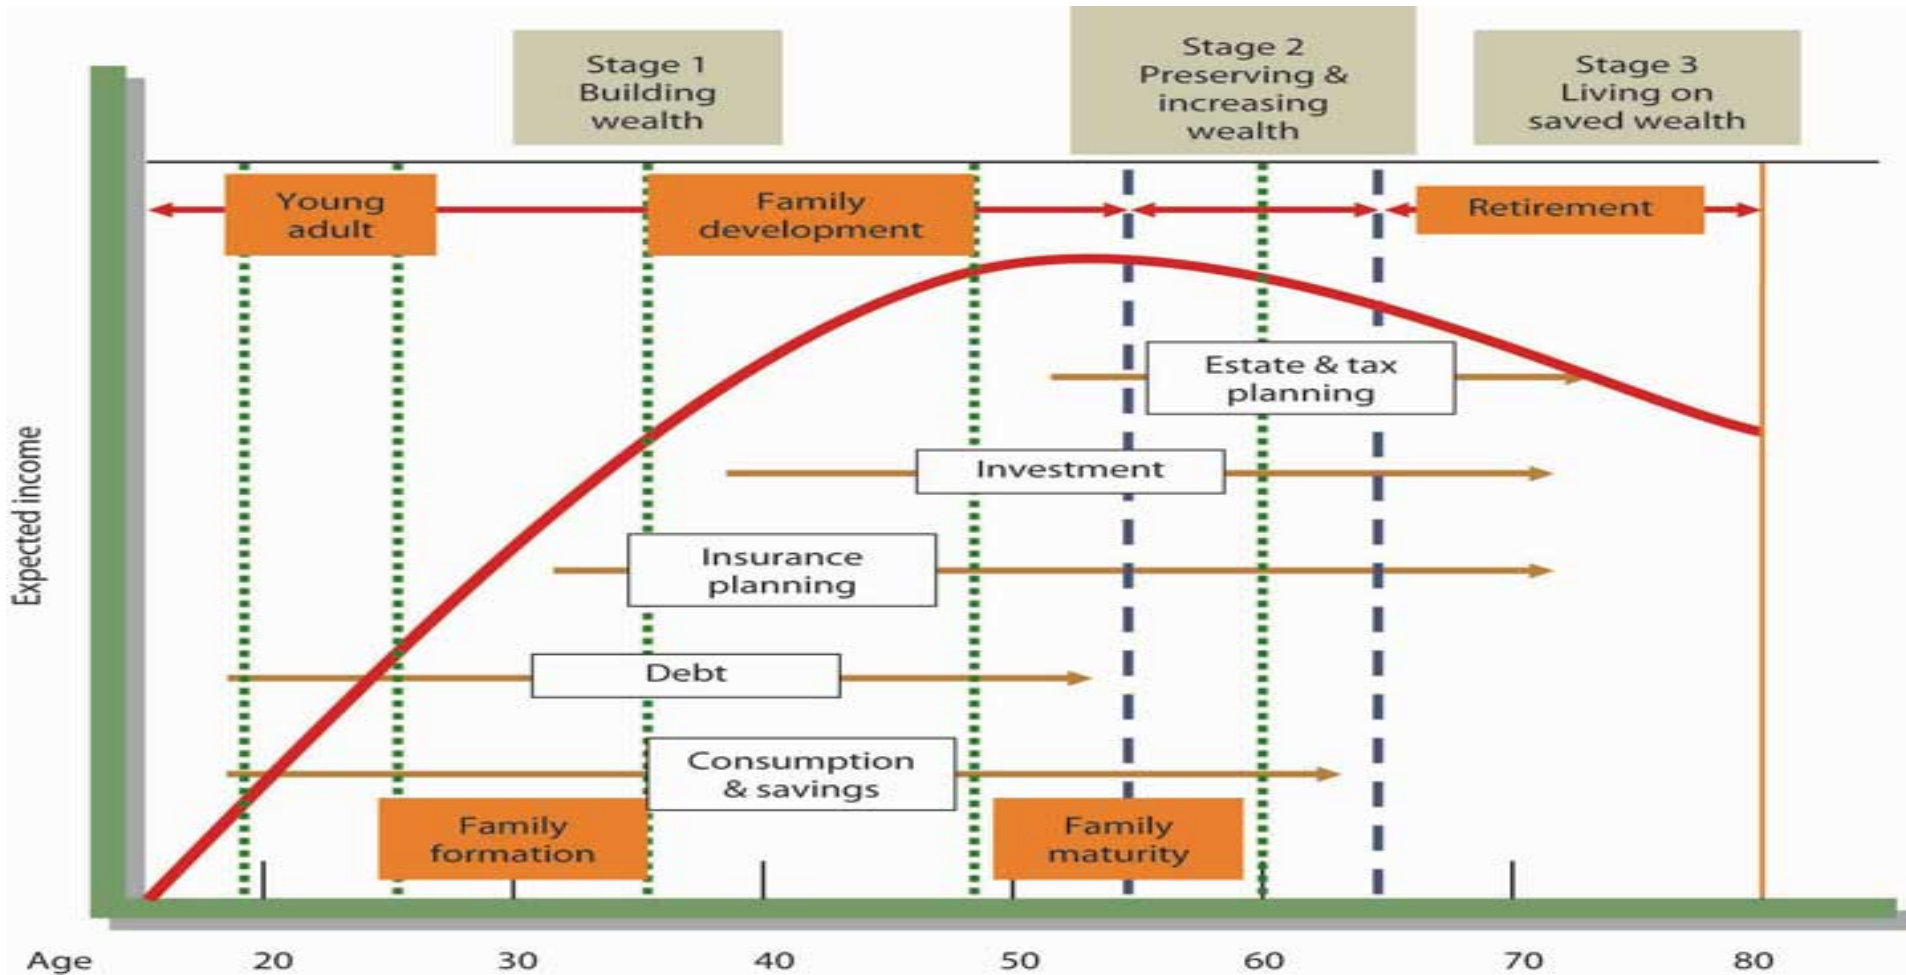 Stage 1
Building
wealth
Stage 2
Preserving &
increasing
wealth
Stage 3
Living on
saved wealth
Young
adult
Family
development
Retirement
Estate & tax
planning
Investment
Insurance
planning
Debt
Consumption
& savings
Family
formation
Family
maturity
Expected income
Age 20 30 40 50 60 70 80